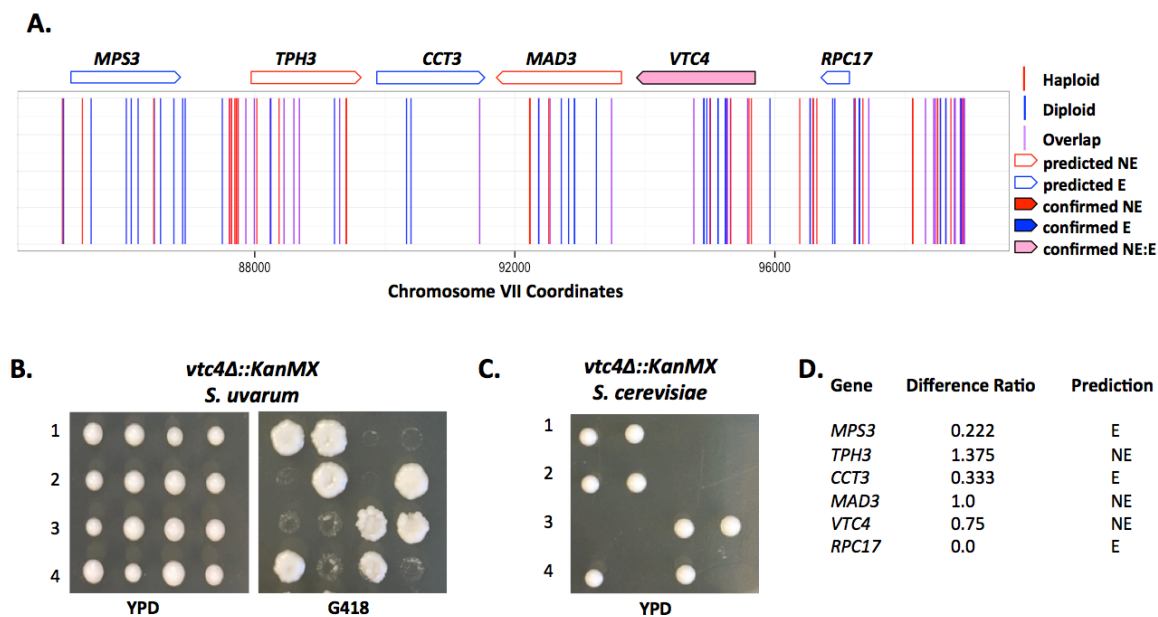 A.
MPS3 TPH3 CCT3 MAD3 VTC4 RPC17
Haploid
Diploid
Overlap
predicted NE
predicted E
confirmed NE
confirmed E
confirmed NE:E
88000 92000 96000
Chromosome VII Coordinates
B.
vtc4Δ::KanMX
S. uvarum
1
2
3
4
YPD G418
C.
vtc4Δ::KanMX
S. cerevisiae
1
2
3
4
YPD
D.
Gene Difference Ratio Prediction
MPS3 0.222 E
TPH3 1.375 NE
CCT3 0.333 E
MAD3 1.0 NE
VTC4 0.75 NE
RPC17 0.0 E